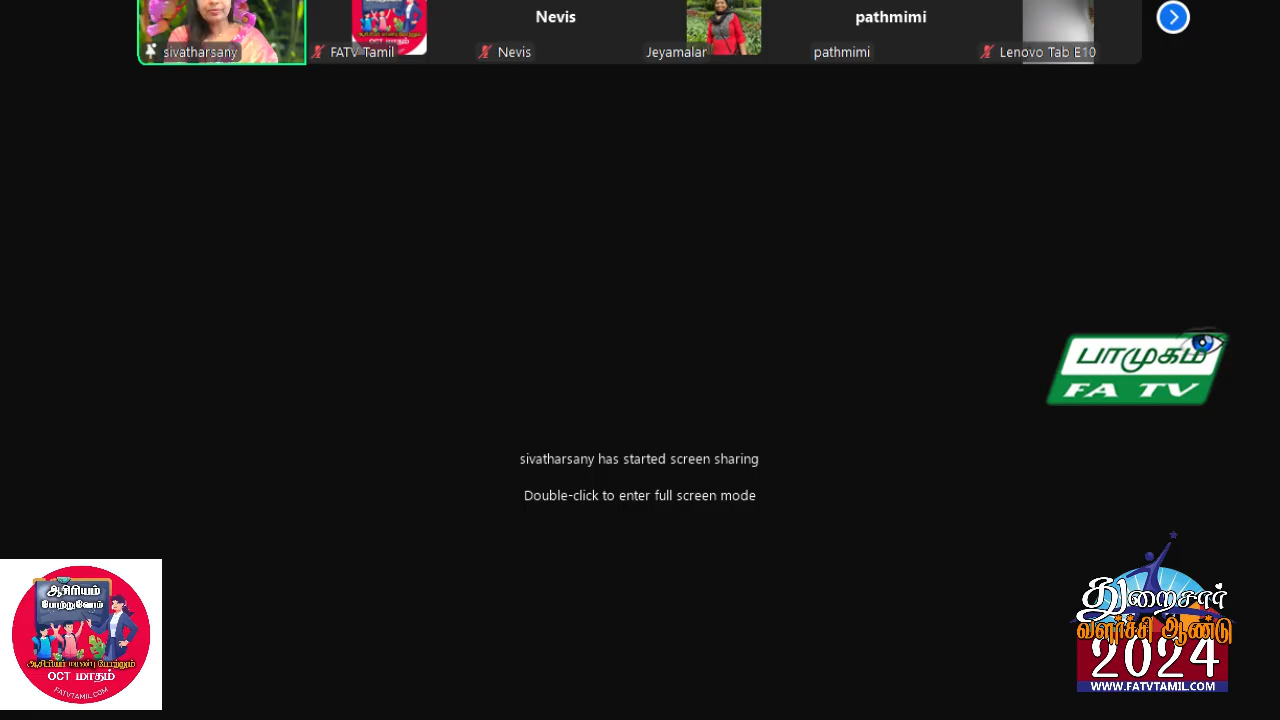 Nevis
pathmimi
sivatharsany
FATV Tamil
Nevis
Jeyamalar
pathmimi
Lenovo Tab E10
பாமுகம்
FA TV
sivatharsany has started screen sharing
Double-click to enter full screen mode
ஆசிரியம்
போற்றுவோம்
ஆசிரியர் மாண்பு போற்றும்
OCT மாதம்
FATVTAMIL.COM
துறைசார்
வளர்ச்சி ஆண்டு
2024
WWW.FATVTAMIL.COM